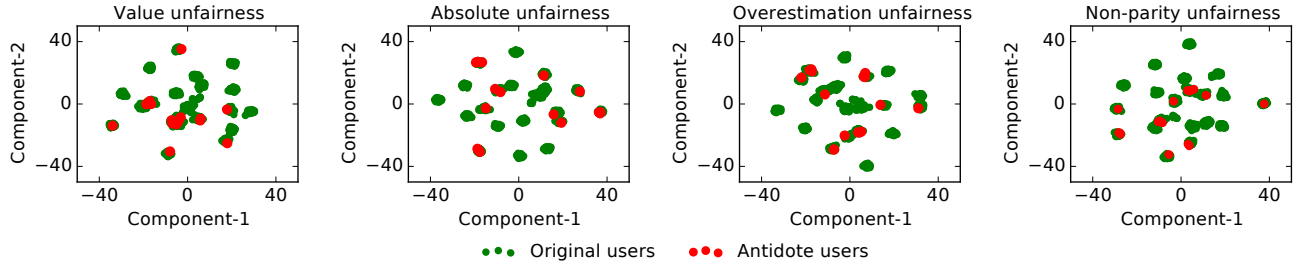 Value unfairness
Absolute unfairness
Overestimation unfairness
Non-parity unfairness
Component-2
40
0
−40
−40 0 40
Component-1
Component-2
40
0
−40
−40 0 40
Component-1
Component-2
40
0
−40
−40 0 40
Component-1
Component-2
40
0
−40
−40 0 40
Component-1
Original users
Antidote users